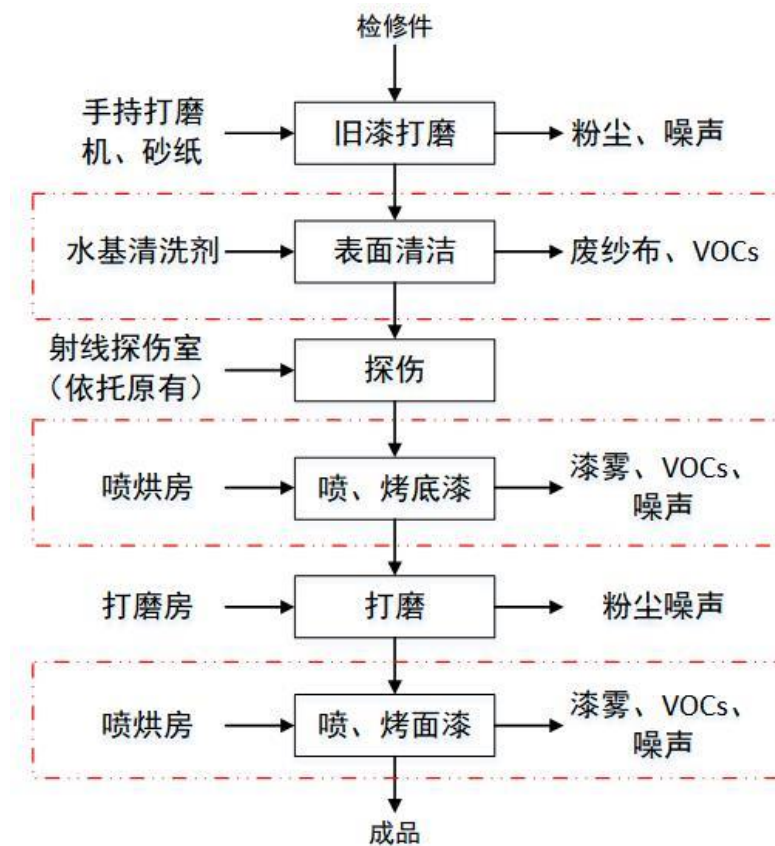 检修件
手持打磨
机、砂纸
旧漆打磨
粉尘、噪声
水基清洗剂
表面清洁
废纱布、VOCs
射线探伤室
（依托原有）
探伤
喷烘房
喷、烤底漆
漆雾、VOCs、
噪声
打磨房
打磨
粉尘噪声
喷烘房
喷、烤面漆
漆雾、VOCs、
噪声
成品